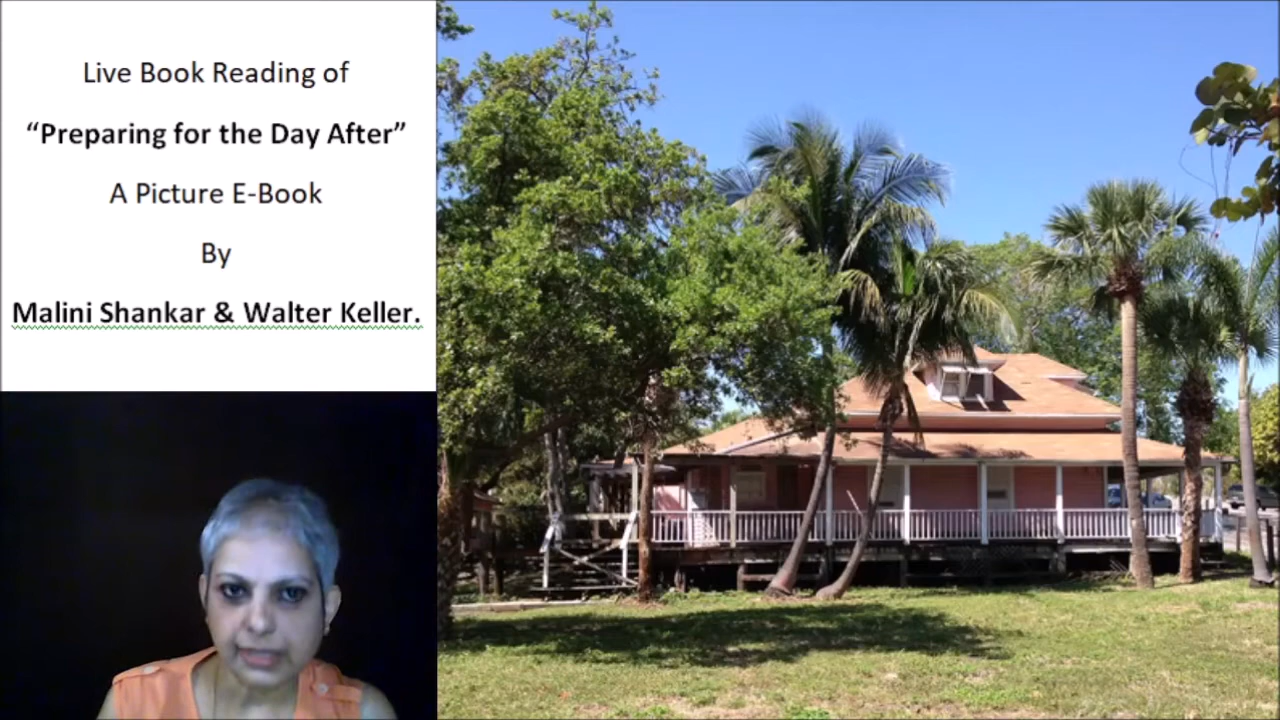 Live Book Reading of
“Preparing for the Day After”
A Picture E-Book
By
Malini Shankar & Walter Keller.